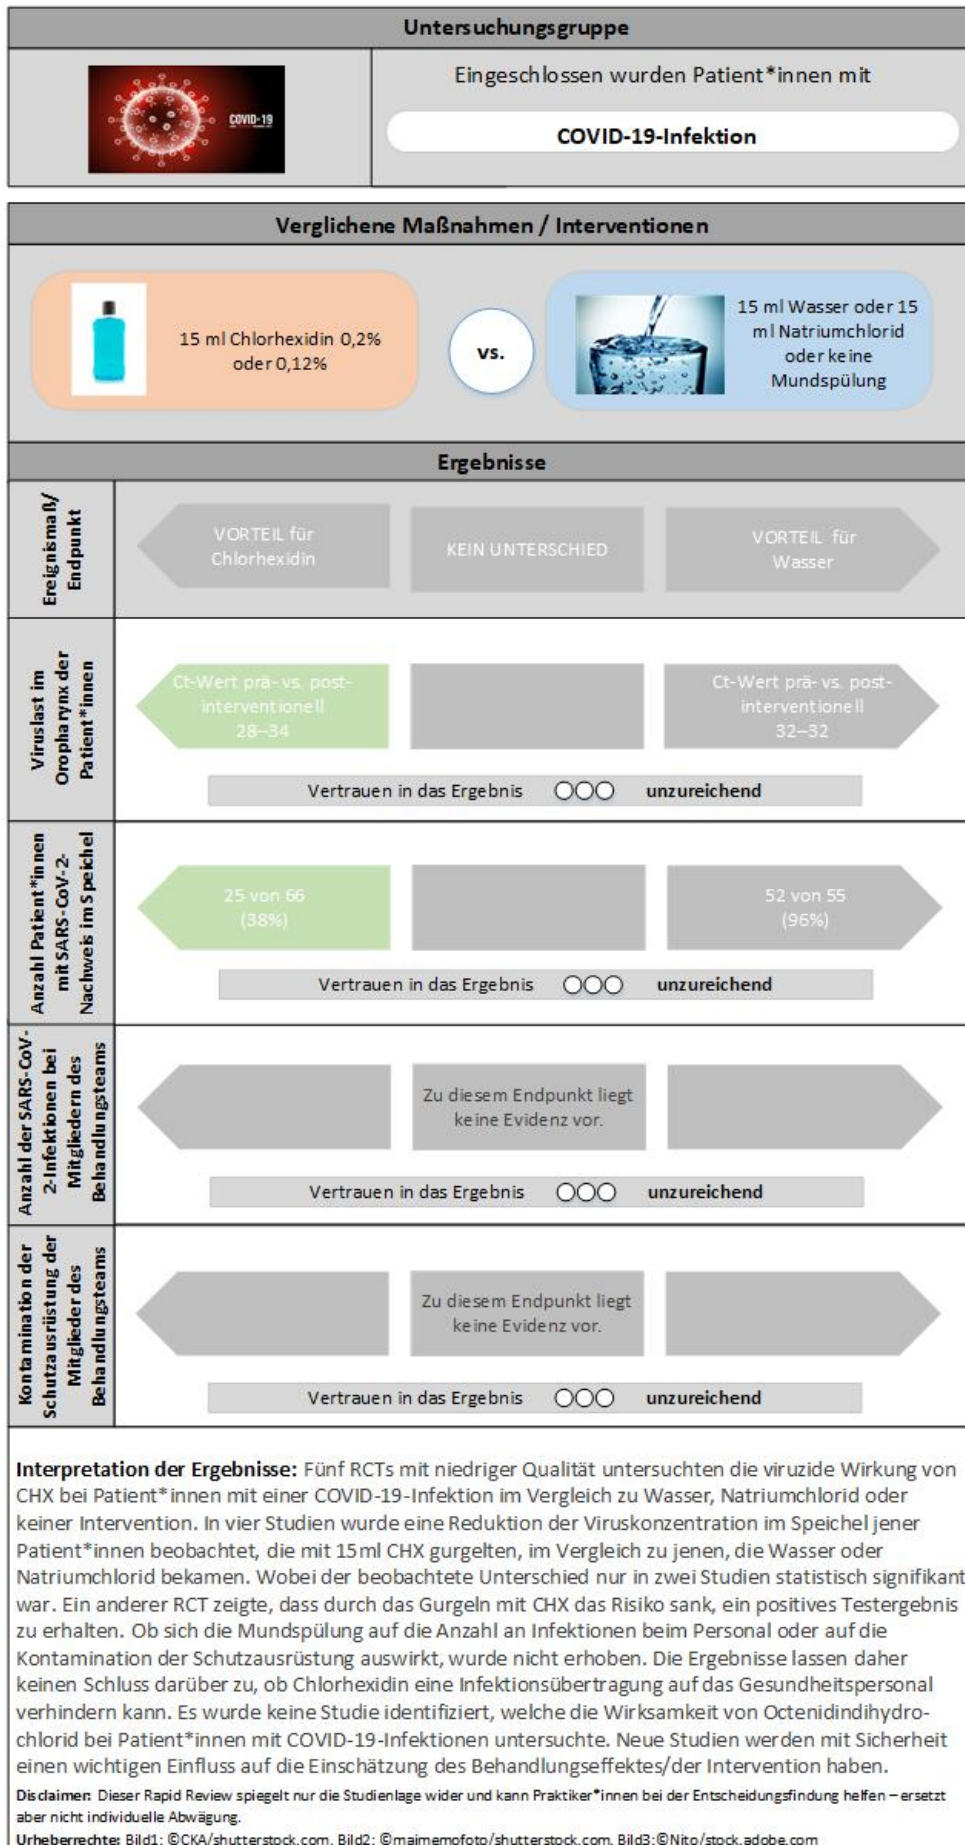 Untersuchungsgruppe
COVID-19
Eingeschlossen wurden Patient*innen mit
COVID-19-Infektion
Verglichene Maßnahmen / Interventionen
15 ml Chlorhexidin 0,2%
oder 0,12%
vs.
15 ml Wasser oder 15
ml Natriumchlorid
oder keine
Mundspülung
Ergebnisse
Ereignismaß/
Endpunkt
VORTEIL für
Chlorhexidin
KEIN UNTERSCHIED
VORTEIL für
Wasser
Viruslast im
Oropharynx der
Patient*innen
Ct-Wert prä- vs. post-
interventionell
28–34
Ct-Wert prä- vs. post-
interventionell
32–32
Vertrauen in das Ergebnis OOO unzureichend
Anzahl Patient*innen
mit SARS-CoV-2-
Nachweis im Speichel
25 von 66
(38%)
52 von 55
(96%)
Vertrauen in das Ergebnis OOO unzureichend
Anzahl der SARS-CoV-
2-Infektionen bei
Mitgliedern des
Behandlungsteams
Zu diesem Endpunkt liegt
keine Evidenz vor.
Vertrauen in das Ergebnis OOO unzureichend
Kontamination der
Schutzausrüstung der
Mitglieder des
Behandlungsteams
Zu diesem Endpunkt liegt
keine Evidenz vor.
Vertrauen in das Ergebnis OOO unzureichend
Interpretation der Ergebnisse: Fünf RCTs mit niedriger Qualität untersuchten die viruzide Wirkung von
CHX bei Patient*innen mit einer COVID-19-Infektion im Vergleich zu Wasser, Natriumchlorid oder
keiner Intervention. In vier Studien wurde eine Reduktion der Viruskonzentration im Speichel jener
Patient*innen beobachtet, die mit 15ml CHX gurgelten, im Vergleich zu jenen, die Wasser oder
Natriumchlorid bekamen. Wobei der beobachtete Unterschied nur in zwei Studien statistisch signifikant
war. Ein anderer RCT zeigte, dass durch das Gurgeln mit CHX das Risiko sank, ein positives Testergebnis
zu erhalten. Ob sich die Mundspülung auf die Anzahl an Infektionen beim Personal oder auf die
Kontamination der Schutzausrüstung auswirkt, wurde nicht erhoben. Die Ergebnisse lassen daher
keinen Schluss darüber zu, ob Chlorhexidin eine Infektionsübertragung auf das Gesundheitspersonal
verhindern kann. Es wurde keine Studie identifiziert, welche die Wirksamkeit von Octenidindihydro-
chlorid bei Patient*innen mit COVID-19-Infektionen untersuchte. Neue Studien werden mit Sicherheit
einen wichtigen Einfluss auf die Einschätzung des Behandlungseffektes/der Intervention haben.
Disclaimer: Dieser Rapid Review spiegelt nur die Studienlage wider und kann Praktiker*innen bei der Entscheidungsfindung helfen – ersetzt
aber nicht individuelle Abwägung.
Urheberrechte: Bild1: ©CKA/shutterstock.com, Bild2: ©maimemofoto/shutterstock.com, Bild3:©Nito/stock.adobe.com